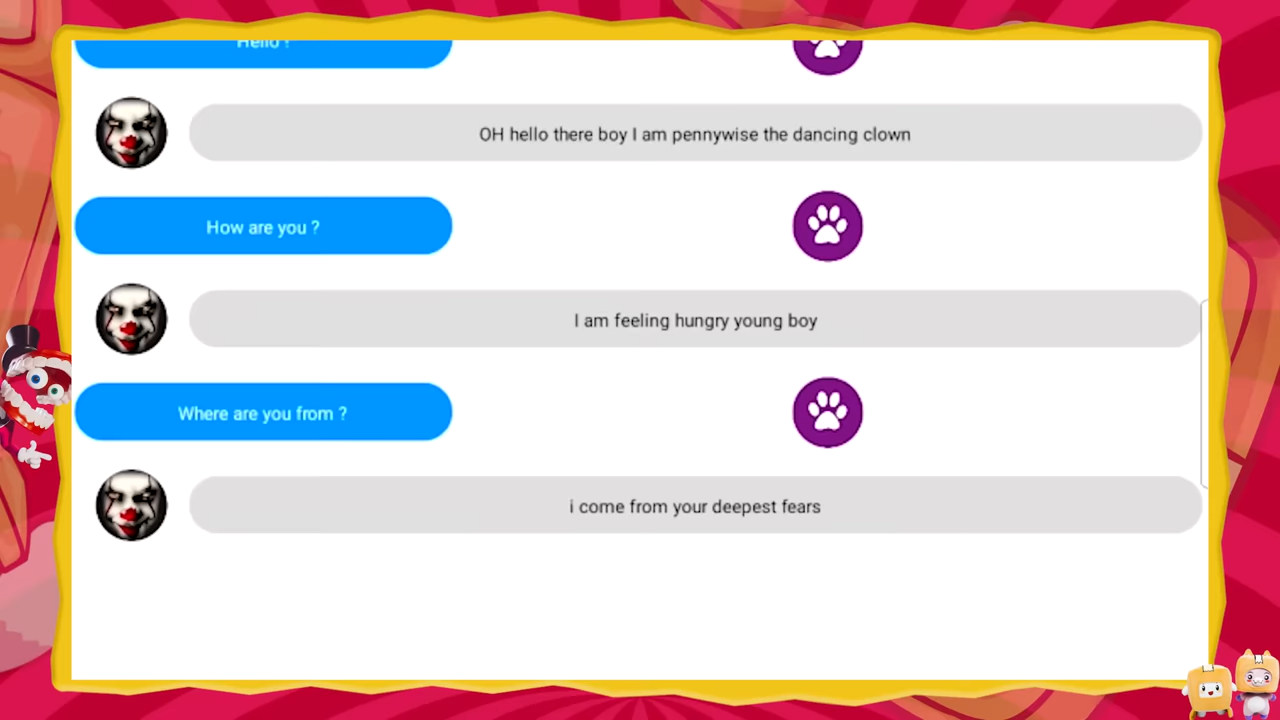 Hello !
OH hello there boy I am pennywise the dancing clown
How are you ?
I am feeling hungry young boy
Where are you from ?
i come from your deepest fears